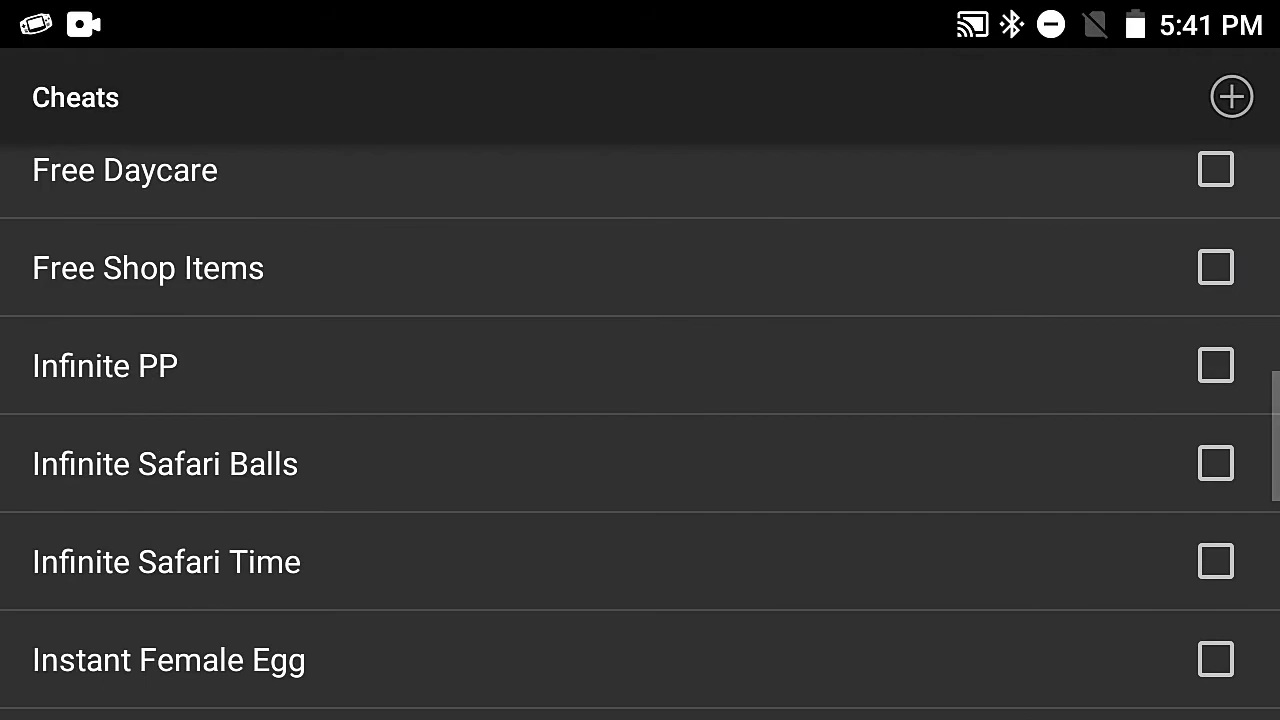 5:41 PM
Cheats
Free Daycare
Free Shop Items
Infinite PP
Infinite Safari Balls
Infinite Safari Time
Instant Female Egg